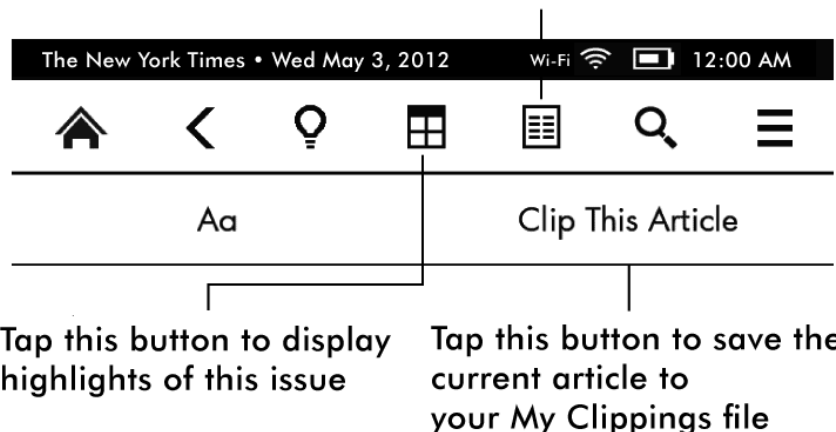 The New York Times • Wed May 3, 2012 Wi-Fi 12:00 AM
Aa Clip This Article
Tap this button to display
highlights of this issue
Tap this button to save the
current article to
your My Clippings file